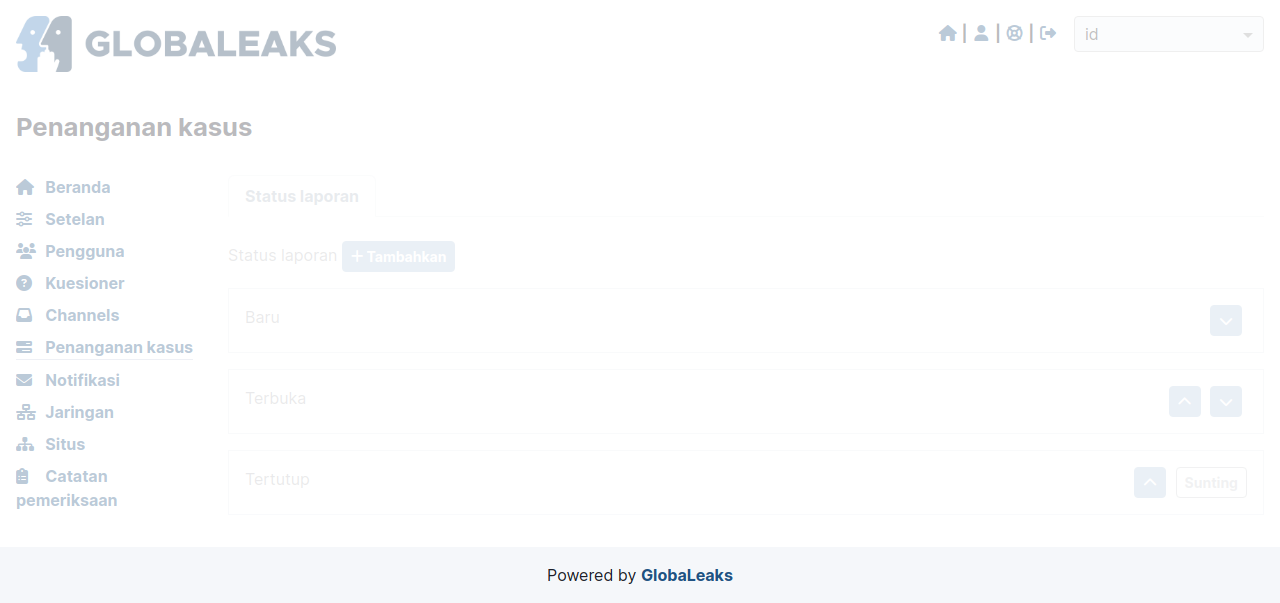 GLOBALEAKS
| | |
id
Penanganan kasus
Beranda
Setelan
Pengguna
Kuesioner
Channels
Penanganan kasus
Notifikasi
Jaringan
Situs
Catatan
pemeriksaan
Status laporan
Status laporan Tambahkan
Baru
Terbuka
Tertutup
Sunting
Powered by GlobaLeaks